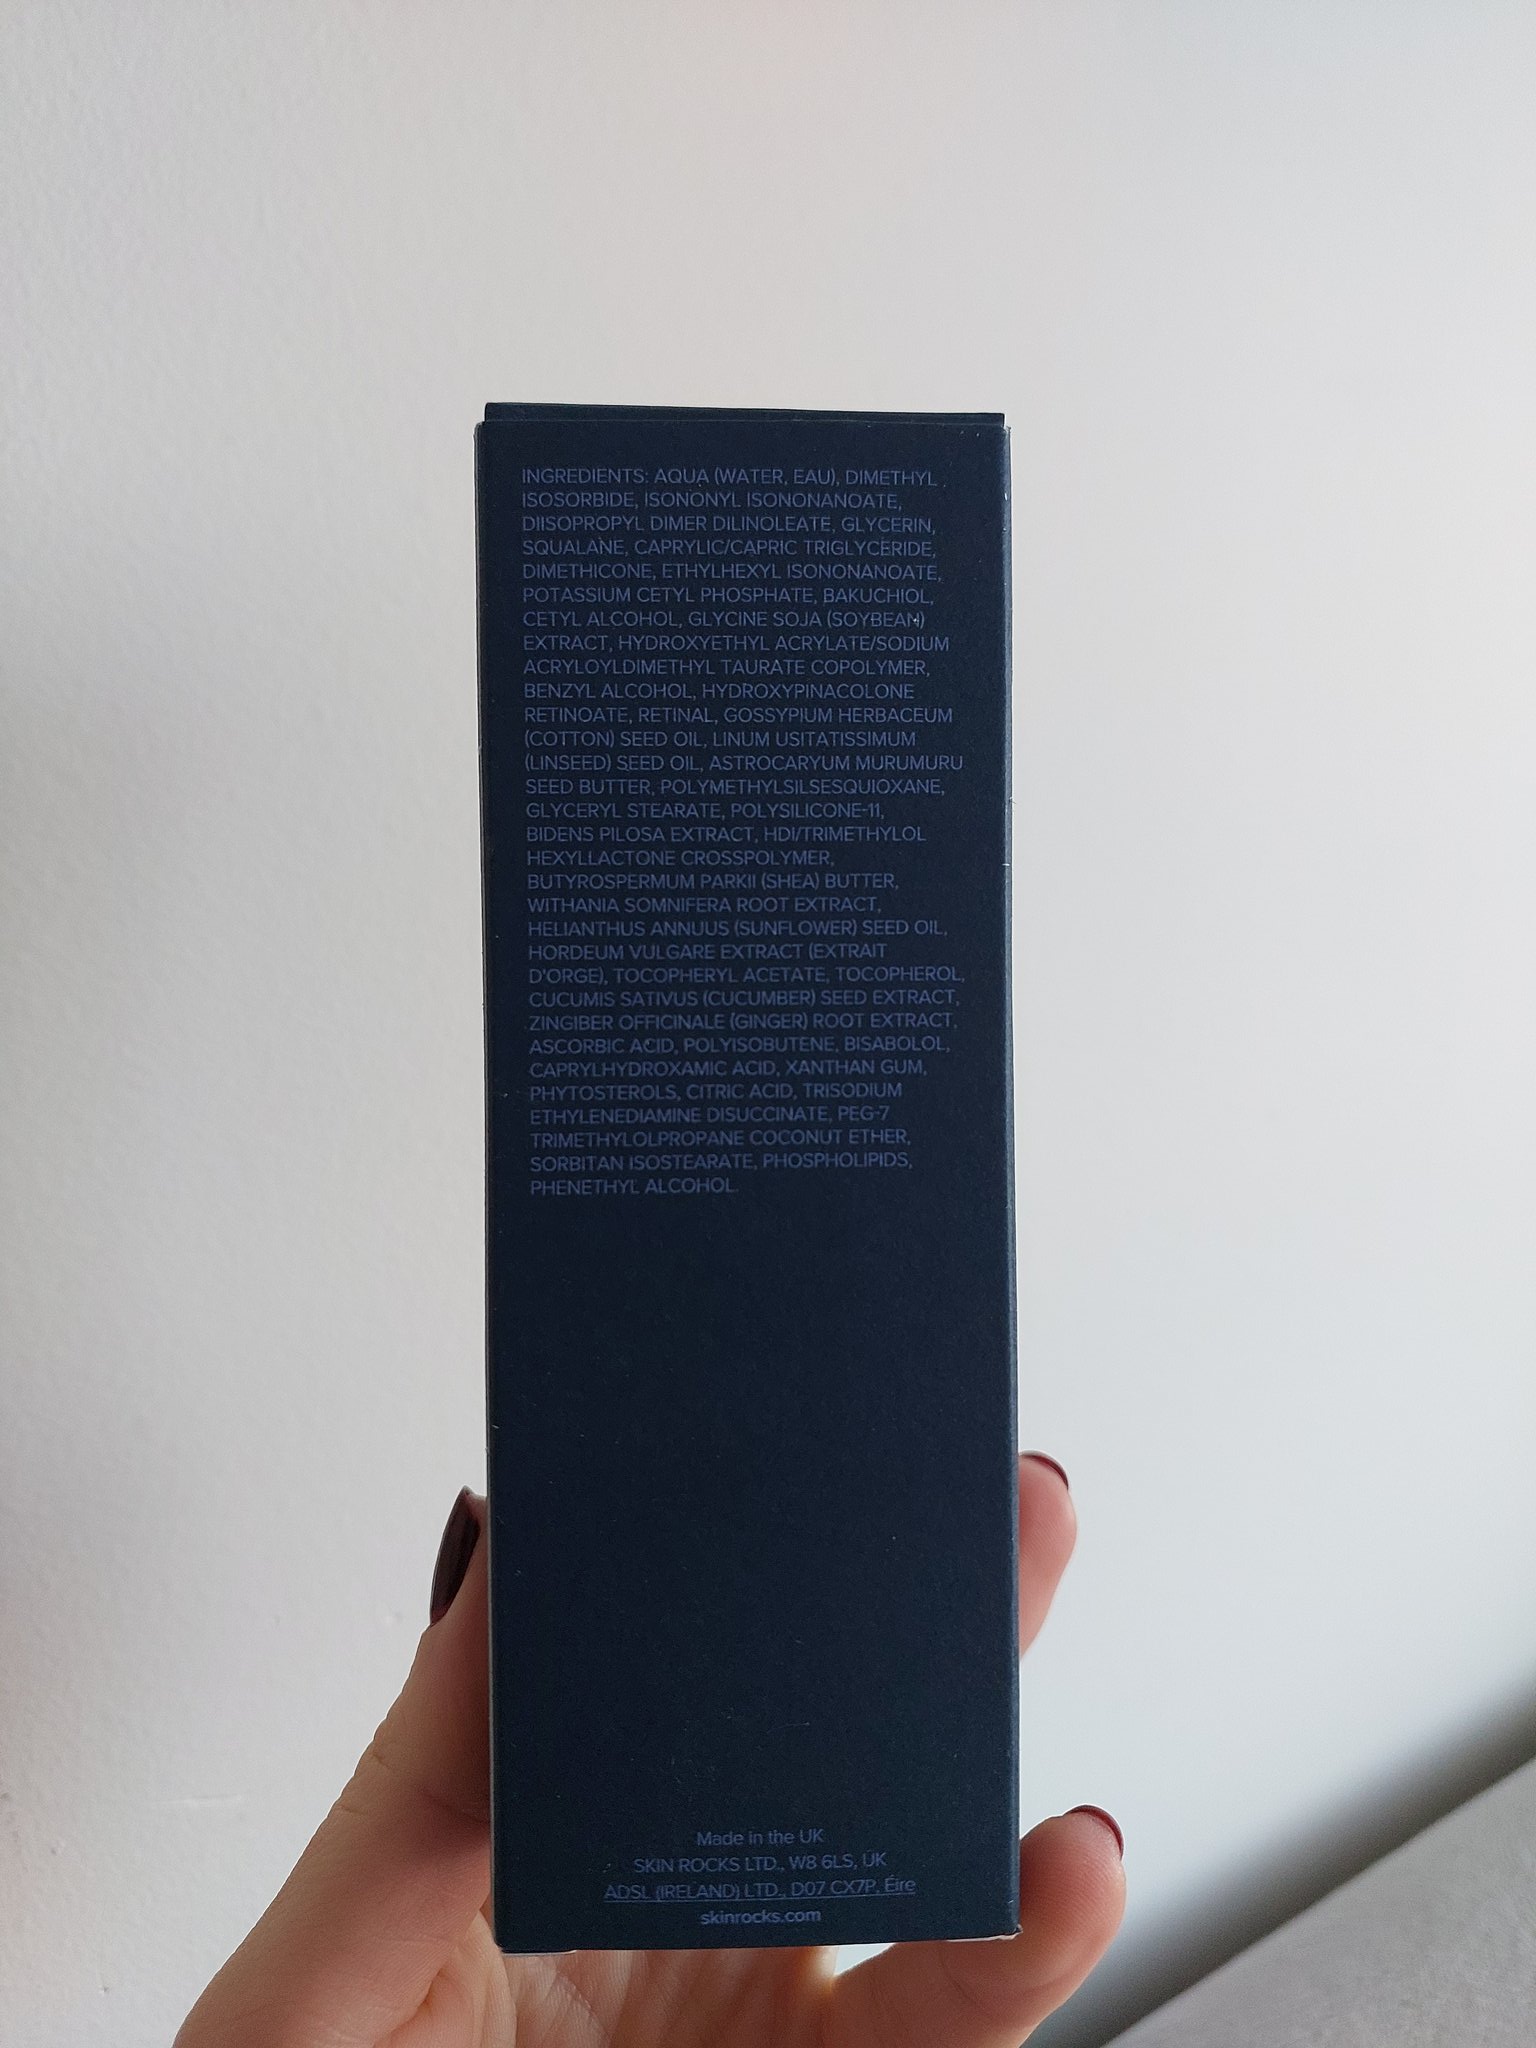 INGREDIENTS: AQUA (WATER, EAU), DIMETHYL
ISOSORBIDE, ISONONYL ISONONANOATE,
DIISOPROPYL DIMER DILINOLEATE, GLYCERIN,
SQUALANE, CAPRYLIC/CAPRIC TRIGLYCERIDE,
DIMETHICONE, ETHYLHEXYL ISONONANOATE,
POTASSIUM CETYL PHOSPHATE, BAKUCHIOL,
CETYL ALCOHOL, GLYCINE SOJA (SOYBEAN)
EXTRACT, HYDROXYETHYL ACRYLATE/SODIUM
ACRYLOYLDIMETHYL TAURATE COPOLYMER,
BENZYL ALCOHOL, HYDROXYPINACOLONE
RETINOATE, RETINAL, GOSSYPIUM HERBACEUM
(COTTON) SEED OIL, LINUM USITATISSIMUM
(LINSEED) SEED OIL, ASTROCARYUM MURUMURU
SEED BUTTER, POLYMETHYLSILSESQUIOXANE,
GLYCERYL STEARATE, POLYSILICONE-11,
BIDENS PILOSA EXTRACT, HDI/TRIMETHYLOL
HEXYLLACTONE CROSSPOLYMER,
BUTYROSPERMUM PARKII (SHEA) BUTTER,
WITHANIA SOMNIFERA ROOT EXTRACT,
HELIANTHUS ANNUUS (SUNFLOWER) SEED OIL,
HORDEUM VULGARE EXTRACT (EXTRAIT
D'ORGE), TOCOPHERYL ACETATE, TOCOPHEROL,
CUCUMIS SATIVUS (CUCUMBER) SEED EXTRACT,
ZINGIBER OFFICINALE (GINGER) ROOT EXTRACT,
ASCORBIC ACID, POLYISOBUTENE, BISABOLOL,
CAPRYLHYDROXAMIC ACID, XANTHAN GUM,
PHYTOSTEROLS, CITRIC ACID, TRISODIUM
ETHYLENEDIAMINE DISUCCINATE, PEG-7
TRIMETHYLOLPROPANE COCONUT ETHER,
SORBITAN ISOSTEARATE, PHOSPHOLIPIDS,
PHENETHYL ALCOHOL.
Made in the UK
SKIN ROCKS LTD., W8 6LS, UK
ADSL (IRELAND) LTD., D07 CX7P, Éire
skinrocks.com